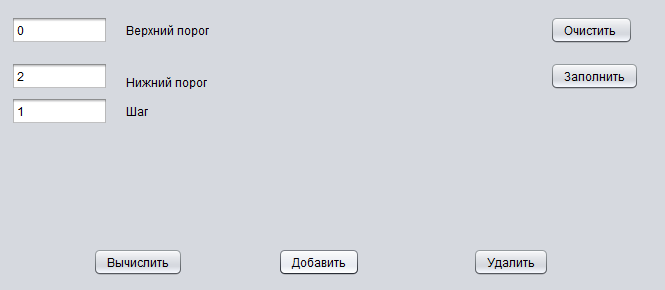 0 Верхний порог Очистить
2 Нижний порог Заполнить
1 Шаг
Вычислить Добавить Удалить